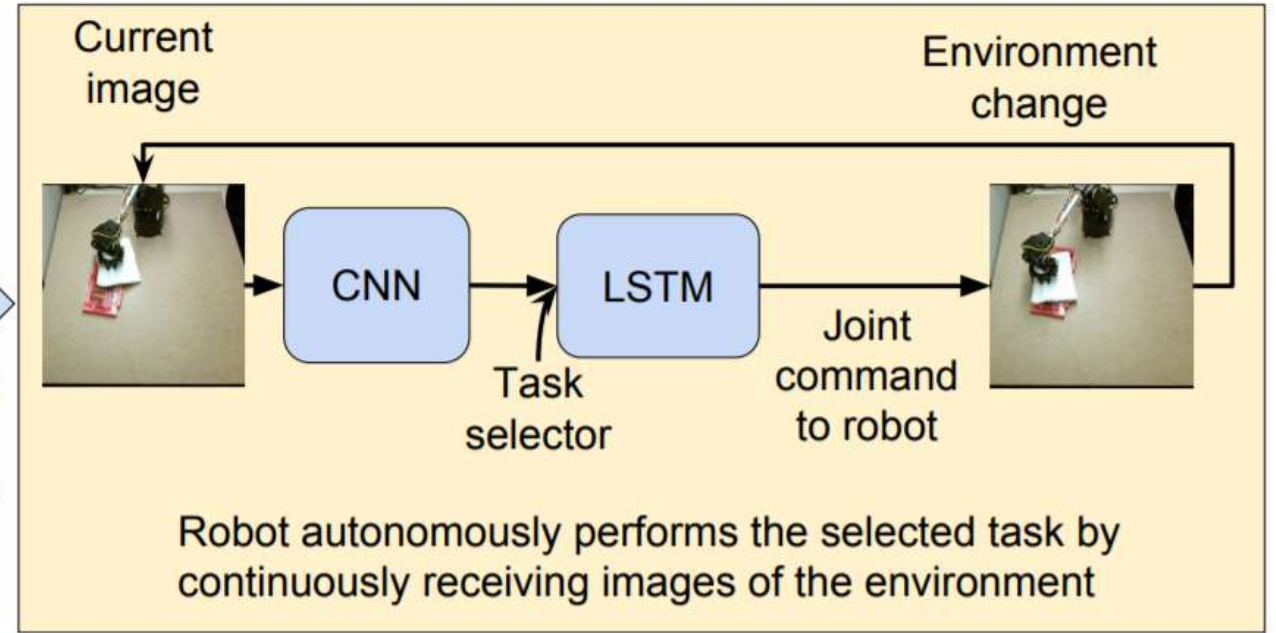 Current
image
Environment
change
CNN
LSTM
Task
selector
Joint
command
to robot
Robot autonomously performs the selected task by
continuously receiving images of the environment